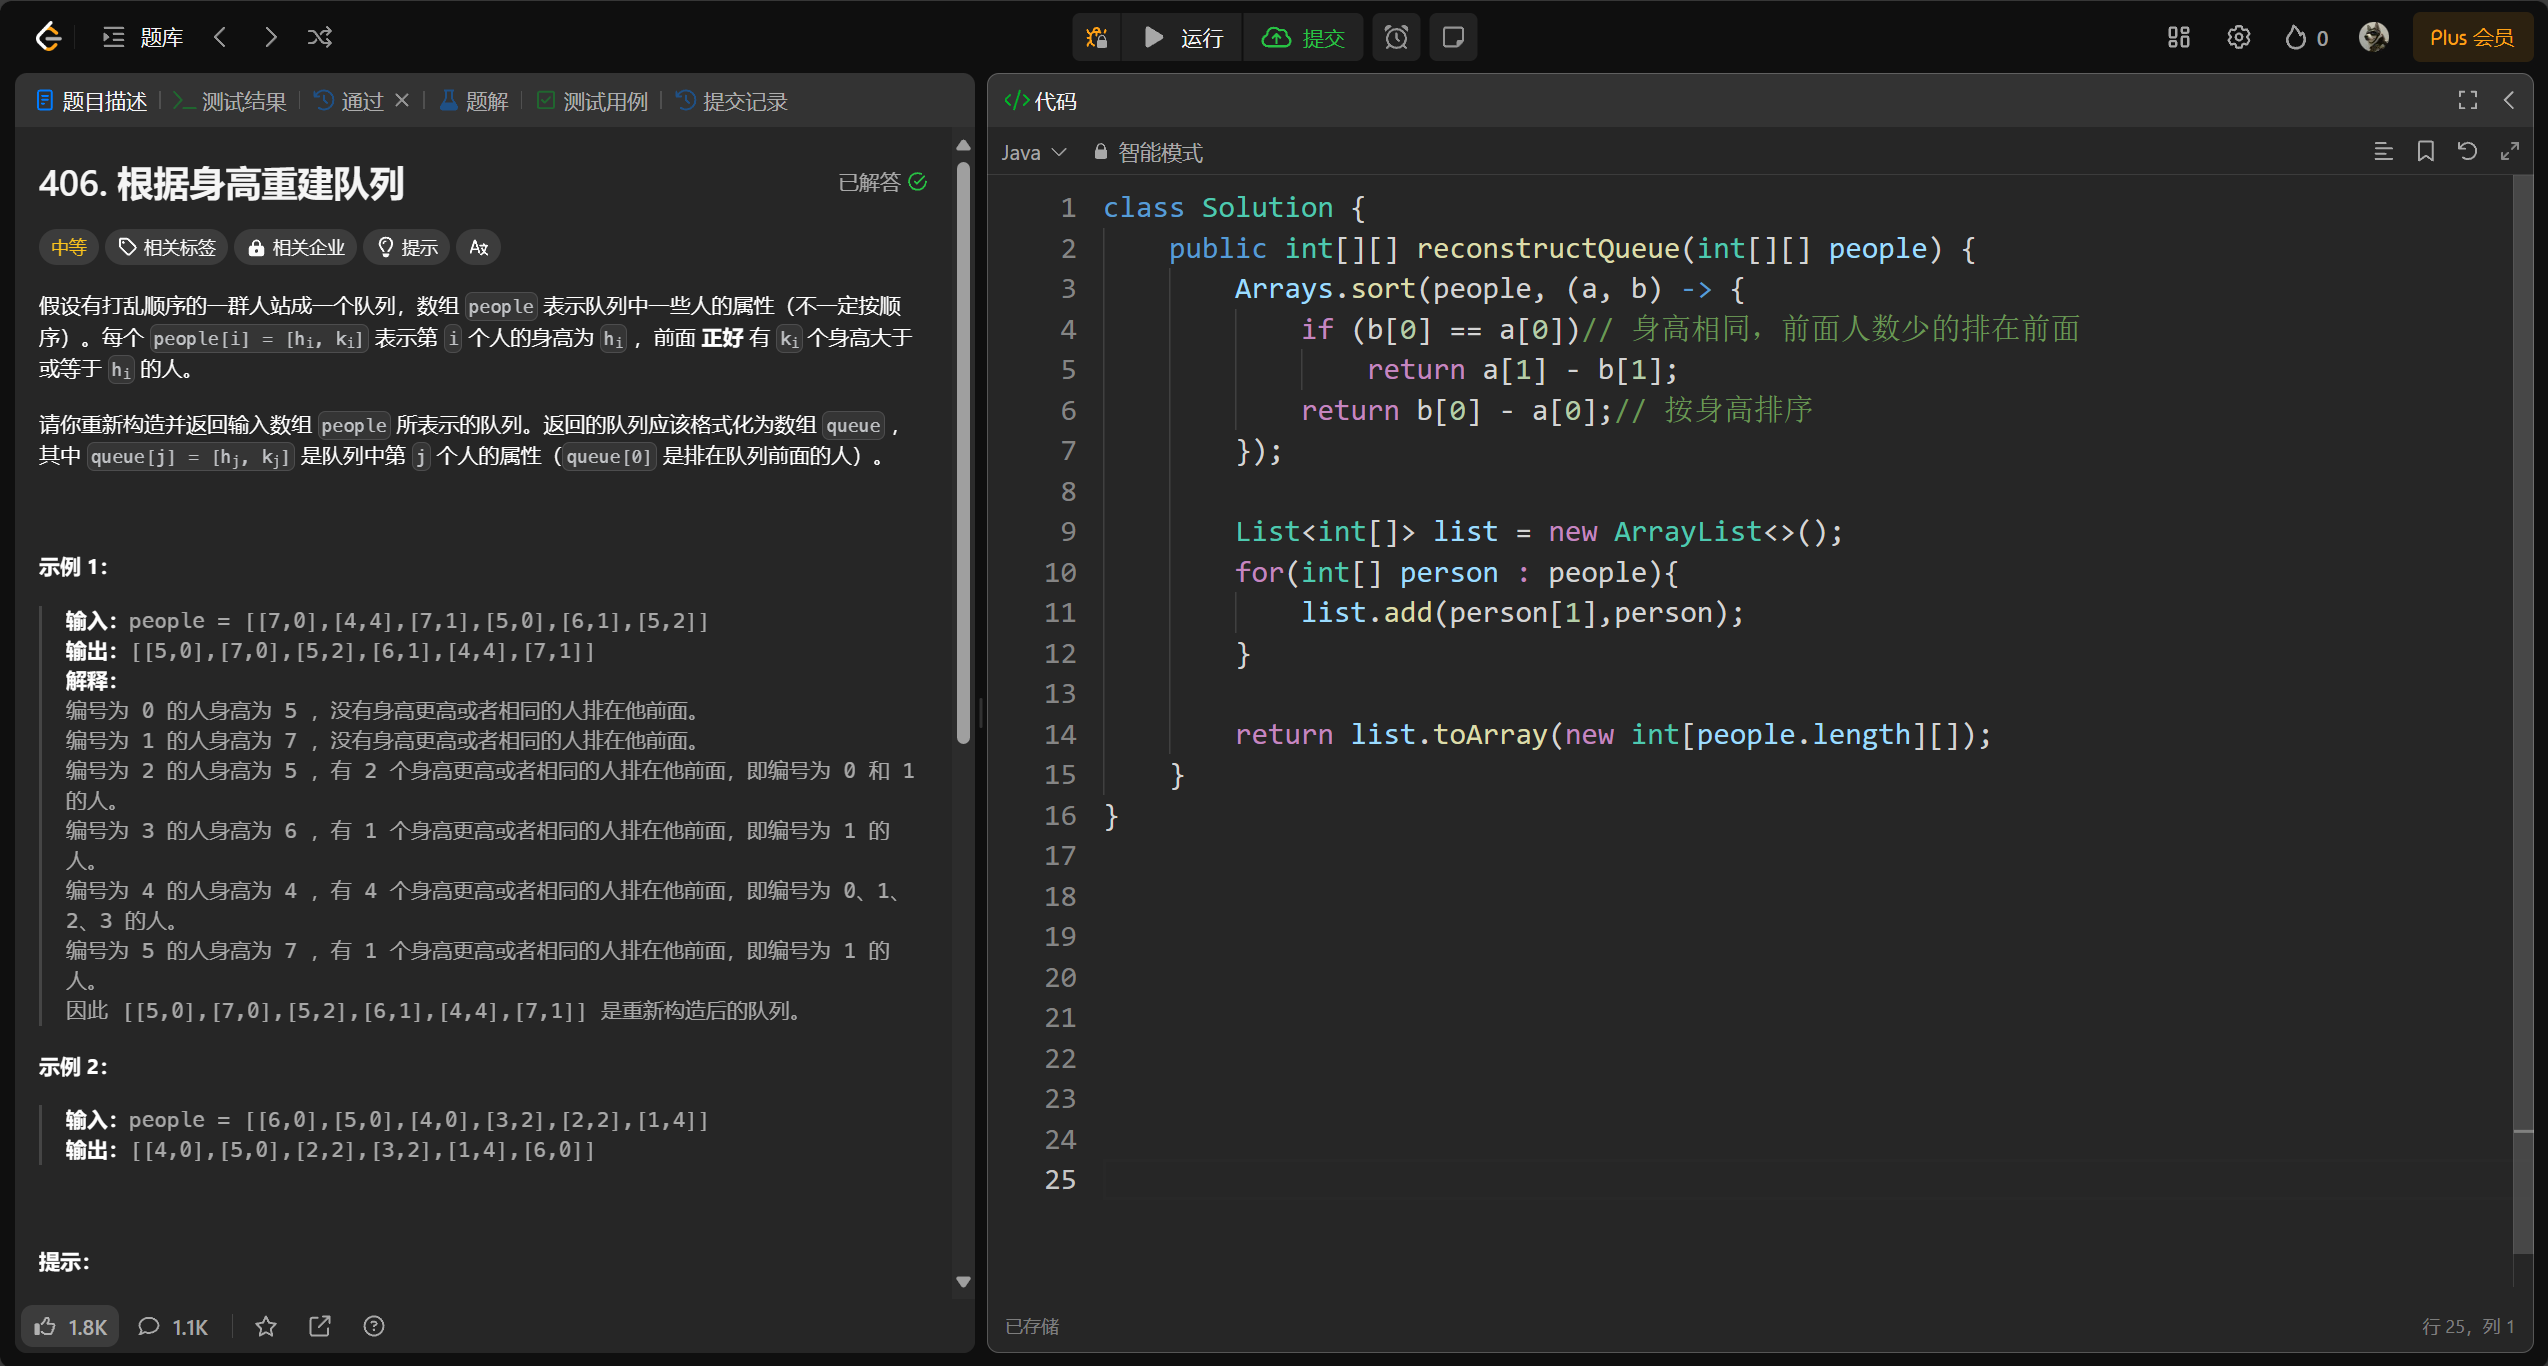 题库
运行
提交
0
Plus 会员
题目描述
测试结果
通过
题解
测试用例
提交记录
406. 根据身高重建队列
已解答
中等
相关标签
相关企业
提示
假设有打乱顺序的一群人站成一个队列，数组 people 表示队列中一些人的属性（不一定按顺
序）。每个 people[i] = [hi, ki] 表示第 i 个人的身高为 hi ，前面 正好 有 ki 个身高大于
或等于 hi 的人。
请你重新构造并返回输入数组 people 所表示的队列。返回的队列应该格式化为数组 queue ，
其中 queue[j] = [hj, kj] 是队列中第 j 个人的属性（queue[0] 是排在队列前面的人）。
示例 1：
输入：people = [[7,0],[4,4],[7,1],[5,0],[6,1],[5,2]]
输出：[[5,0],[7,0],[5,2],[6,1],[4,4],[7,1]]
解释：
编号为 0 的人身高为 5 ，没有身高更高或者相同的人排在他前面。
编号为 1 的人身高为 7 ，没有身高更高或者相同的人排在他前面。
编号为 2 的人身高为 5 ，有 2 个身高更高或者相同的人排在他前面，即编号为 0 和 1
的人。
编号为 3 的人身高为 6 ，有 1 个身高更高或者相同的人排在他前面，即编号为 1 的
人。
编号为 4 的人身高为 4 ，有 4 个身高更高或者相同的人排在他前面，即编号为 0、1、
2、3 的人。
编号为 5 的人身高为 7 ，有 1 个身高更高或者相同的人排在他前面，即编号为 1 的
人。
因此 [[5,0],[7,0],[5,2],[6,1],[4,4],[7,1]] 是重新构造后的队列。
示例 2：
输入：people = [[6,0],[5,0],[4,0],[3,2],[2,2],[1,4]]
输出：[[4,0],[5,0],[2,2],[3,2],[1,4],[6,0]]
提示：
1.8K
1.1K
代码
Java
智能模式
1 class Solution {
2     public int[][] reconstructQueue(int[][] people) {
3         Arrays.sort(people, (a, b) -> {
4             if (b[0] == a[0])// 身高相同，前面人数少的排在前面
5                 return a[1] - b[1];
6             return b[0] - a[0];// 按身高排序
7         });
8
9         List<int[]> list = new ArrayList<>();
10         for(int[] person : people){
11             list.add(person[1],person);
12         }
13
14         return list.toArray(new int[people.length][]);
15     }
16 }
17
18
19
20
21
22
23
24
25
已存储
行 25，列 1